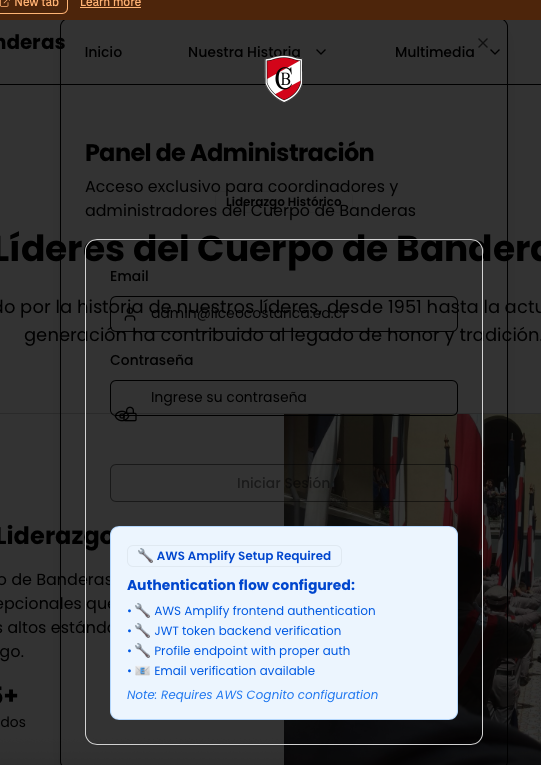 New tab
Learn more
nderas
Inicio
Nuestra Historia
Multimedia
CB
Panel de Administración
Acceso exclusivo para coordinadores y
administradores del Cuerpo de Banderas
Liderazgo Histórico
Líderes del Cuerpo de Bandera
Email
do por la historia de nuestros líderes, desde 1951 hasta la actu
admin@liceocostarica.ed.cr
generación ha contribuido al legado de honor y tradición
Contraseña
Ingrese su contraseña
Iniciar Sesión
Liderazgo
o de Banderas
epcionales que
s altos estánda
go.
5+
dos
AWS Amplify Setup Required
Authentication flow configured:
• AWS Amplify frontend authentication
• JWT token backend verification
• Profile endpoint with proper auth
• Email verification available
Note: Requires AWS Cognito configuration